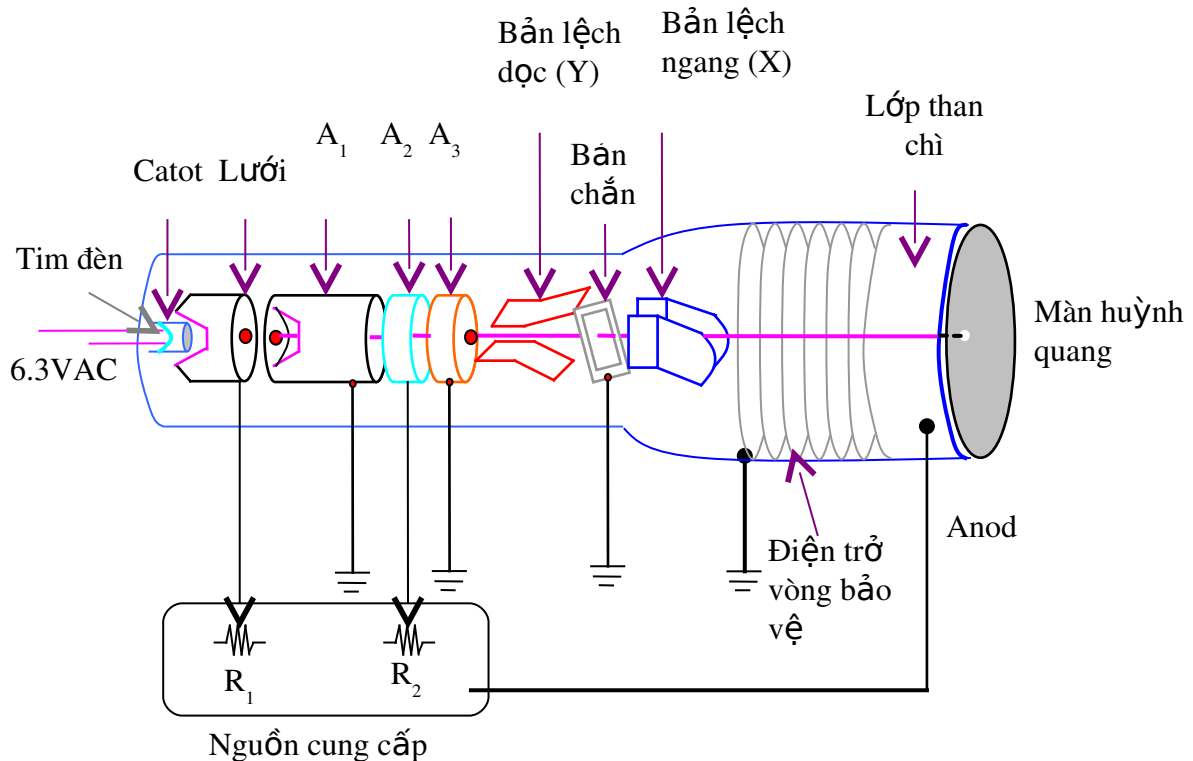 Bản lệch
dọc (Y)
Bản lệch
ngang (X)
Lớp than
chì
A1
A2
A3
Bản
chắn
Catot
Lưới
Tim đèn
6.3VAC
Màn huỳnh
quang
Anod
Điện trở
vòng bảo
vệ
R1
R2
Nguồn cung cấp